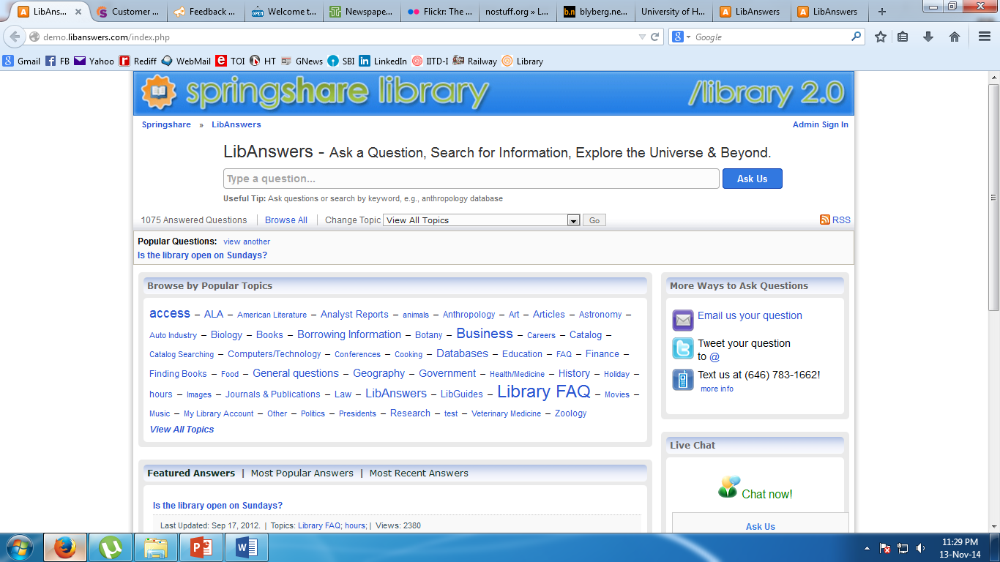 LibAnsw...
Customer ...
Feedback ...
Welcome t...
Newspape...
Flickr: The ...
nostuff.org » L...
blyberg.ne...
University of H...
LibAnswers
LibAnswers
demo.libanswers.com/index.php
Google
Gmail FB Yahoo Rediff WebMail TOI HT GNews SBI LinkedIn IITD-I Railway Library
springshare library /library 2.0
Springshare » LibAnswers Admin Sign In
LibAnswers - Ask a Question, Search for Information, Explore the Universe & Beyond.
Type a question... Ask Us
Useful Tip: Ask questions or search by keyword, e.g., anthropology database
1075 Answered Questions | Browse All | Change Topic View All Topics Go RSS
Popular Questions: view another
Is the library open on Sundays?
Browse by Popular Topics
access – ALA – American Literature – Analyst Reports – animals – Anthropology – Art – Articles – Astronomy –
Auto Industry – Biology – Books – Borrowing Information – Botany – Business – Careers – Catalog –
Catalog Searching – Computers/Technology – Conferences – Cooking – Databases – Education – FAQ – Finance –
Finding Books – Food – General questions – Geography – Government – Health/Medicine – History – Holiday –
hours – Images – Journals & Publications – Law – LibAnswers – LibGuides – Library FAQ – Movies –
Music – My Library Account – Other – Politics – Presidents – Research – test – Veterinary Medicine – Zoology
View All Topics
More Ways to Ask Questions
Email us your question
Tweet your question
to @
Text us at (646) 783-1662!
more info
Featured Answers | Most Popular Answers | Most Recent Answers
Is the library open on Sundays?
Last Updated: Sep 17, 2012. | Topics: Library FAQ; hours; | Views: 2380
Live Chat
Chat now!
Ask Us
11:29 PM
13-Nov-14